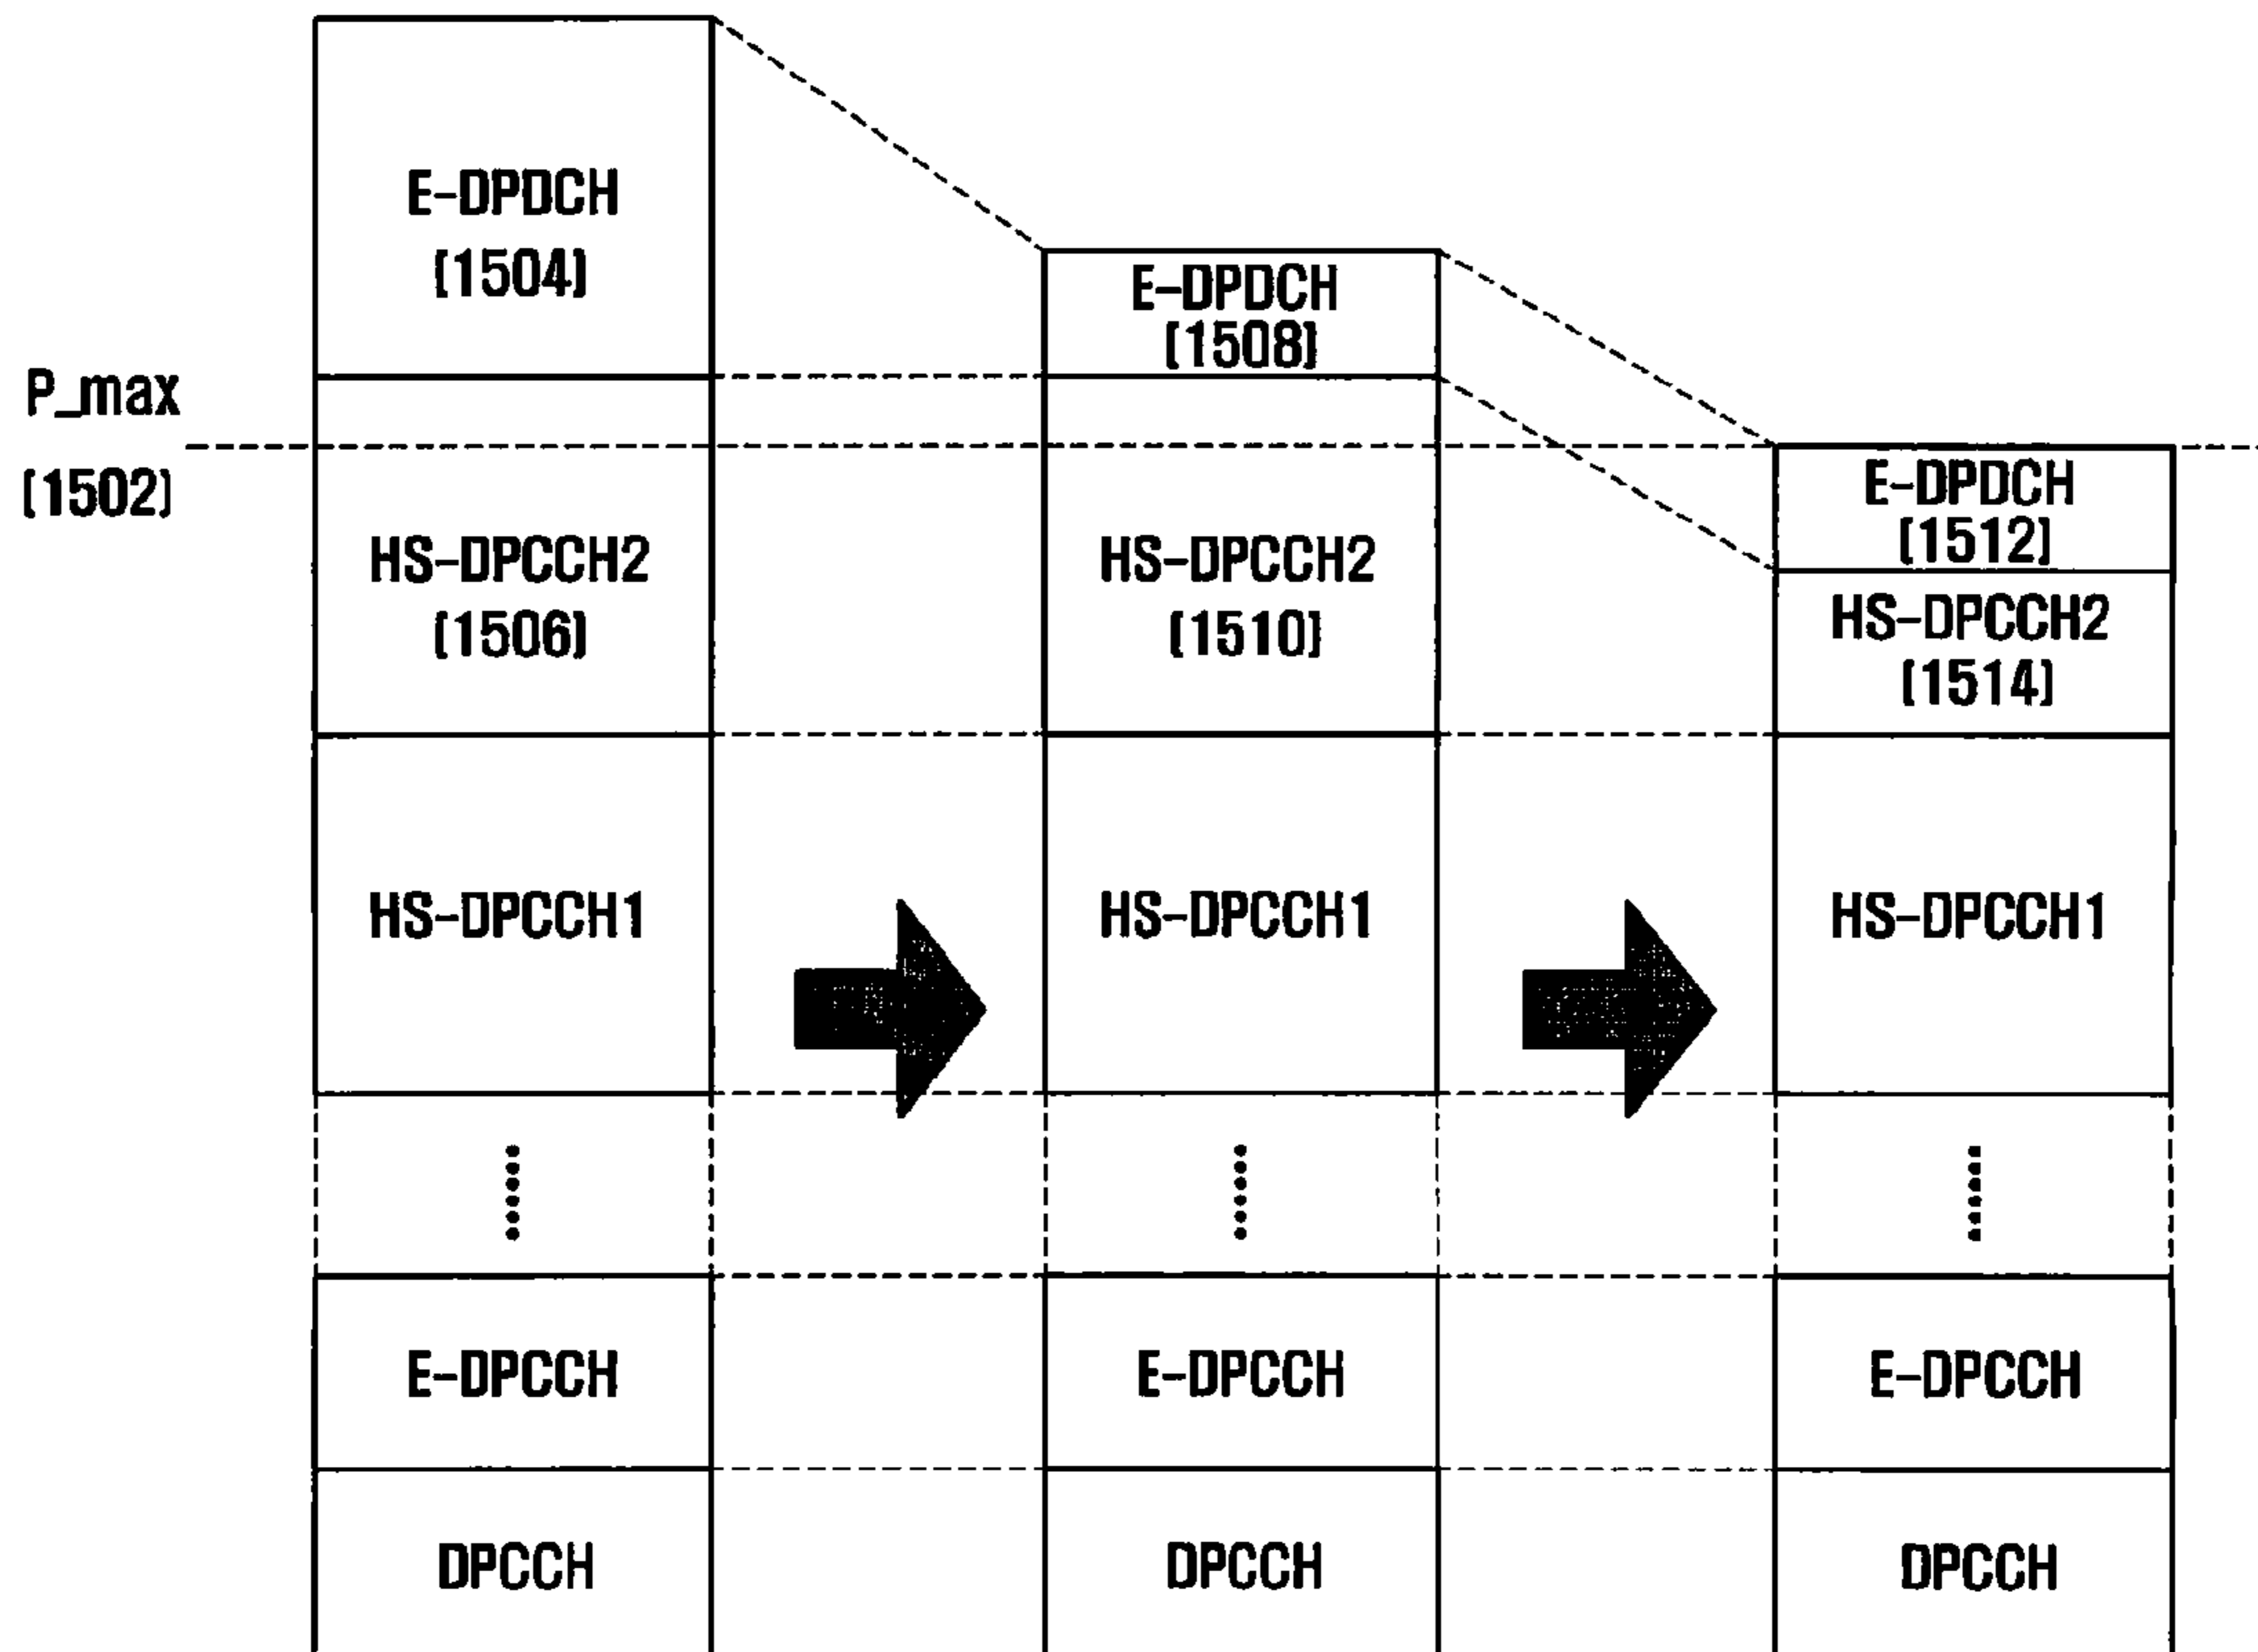 E-DPDCH
[1504]
P_max
[1502]
HS-DPCCH2
[1506]
HS-DPCCH1
E-DPCCH
DPCCH
E-DPDCH
[1508]
HS-DPCCH2
[1510]
HS-DPCCH1
E-DPCCH
DPCCH
E-DPDCH
[1512]
HS-DPCCH2
[1514]
HS-DPCCH1
E-DPCCH
DPCCH